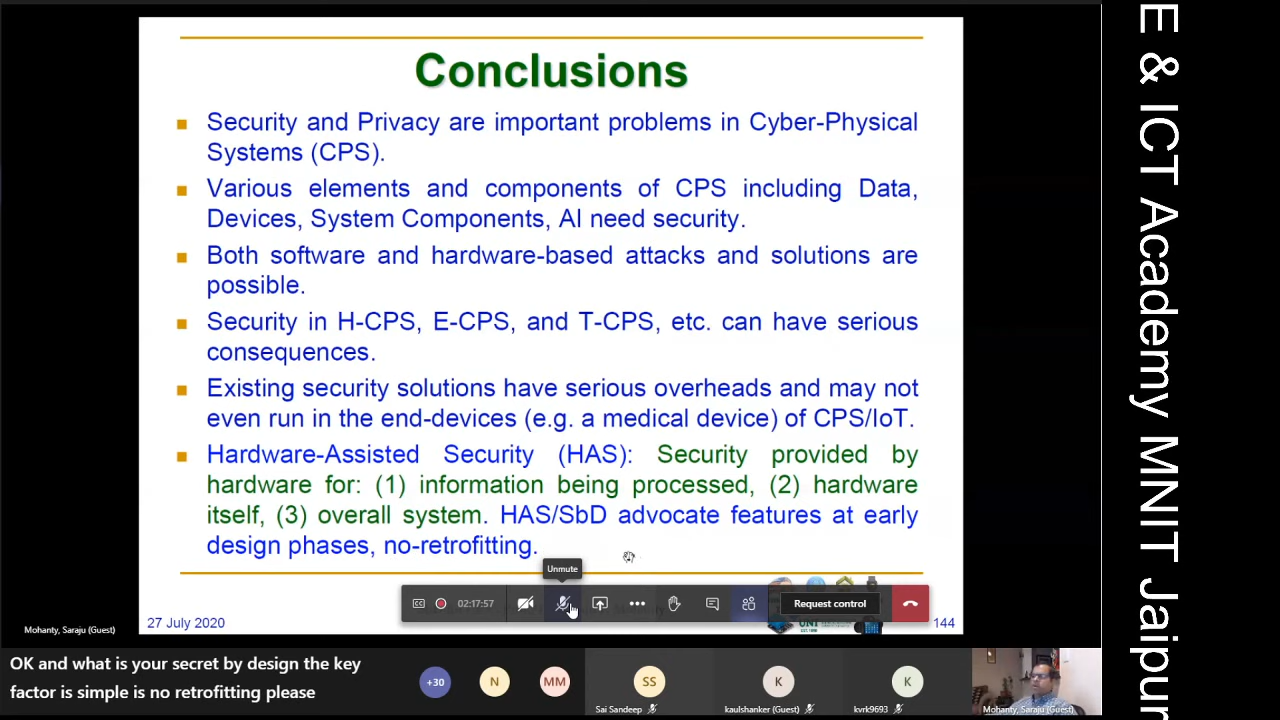 Conclusions
Security and Privacy are important problems in Cyber-Physical
Systems (CPS).
Various elements and components of CPS including Data,
Devices, System Components, AI need security.
Both software and hardware-based attacks and solutions are
possible.
Security in H-CPS, E-CPS, and T-CPS, etc. can have serious
consequences.
Existing security solutions have serious overheads and may not
even run in the end-devices (e.g. a medical device) of CPS/IoT.
Hardware-Assisted Security (HAS): Security provided by
hardware for: (1) information being processed, (2) hardware
itself, (3) overall system. HAS/SbD advocate features at early
design phases, no-retrofitting.
Unmute
CC
02:17:57
Request control
27 July 2020
144
Mohanty, Saraju (Guest)
OK and what is your secret by design the key
factor is simple is no retrofitting please
+30
N
MM
SS
K
K
Sai Sandeep
kaulshanker (Guest)
kvrk9693
Mohanty, Saraju (Guest)
E & ICT Academy MNIT Jaipur